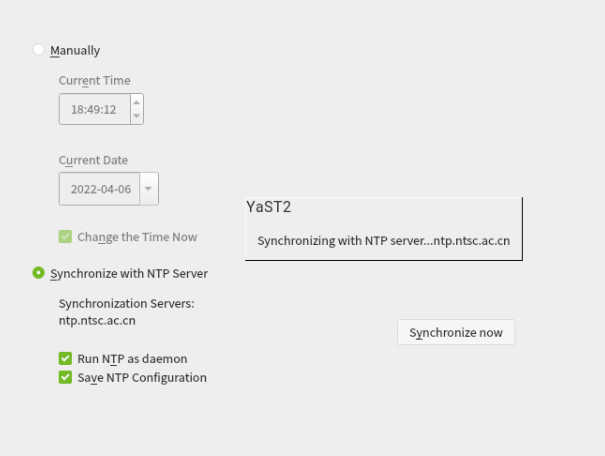 Manually
Current Time
18:49:12
Current Date
2022-04-06
YaST2
Synchronizing with NTP server...ntp.ntsc.ac.cn
Change the Time Now
Synchronize with NTP Server
Synchronization Servers:
ntp.ntsc.ac.cn
Synchronize now
Run NTP as daemon
Save NTP Configuration